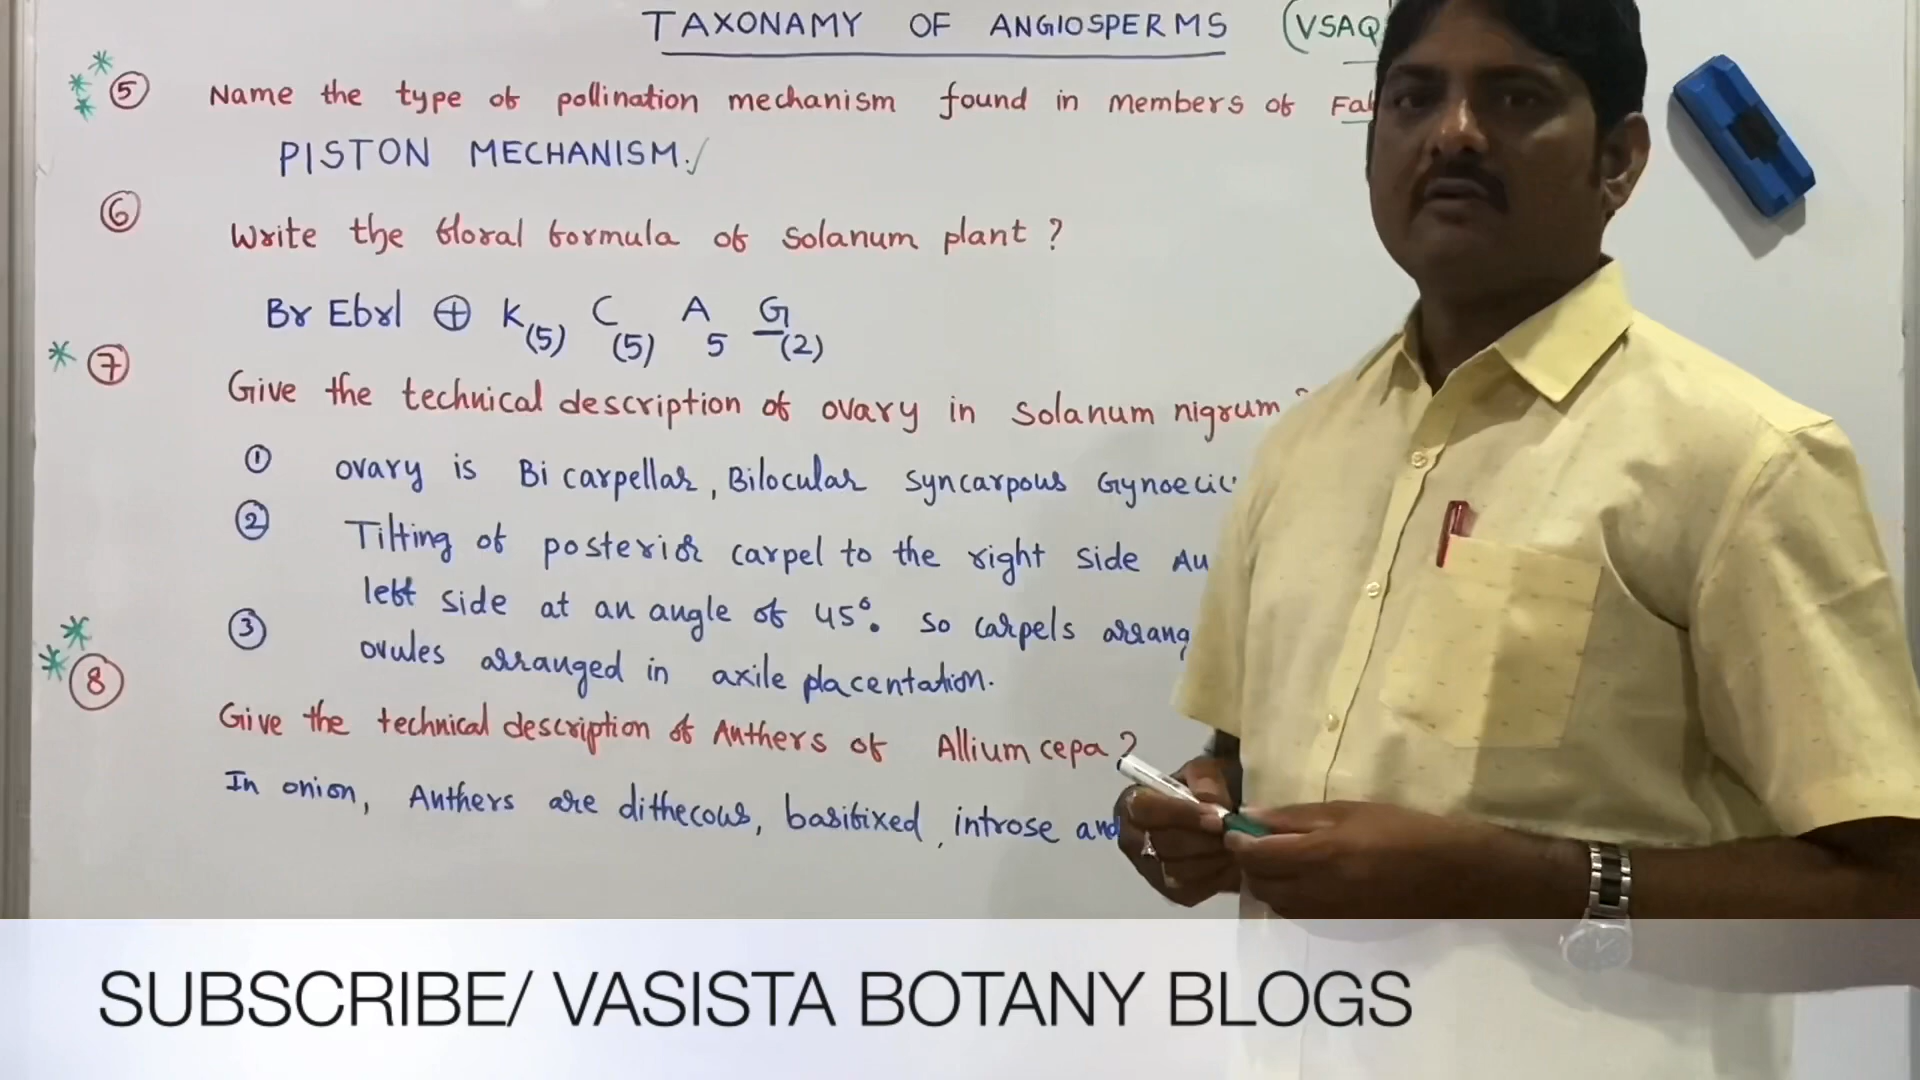 TAXONAMY OF ANGIOSPERMS (VSAQ
5 Name the type of pollination mechanism found in members of
PISTON MECHANISM.
6 Write the floral formula of solanum plant ?
Br Ebrl ⊕ K(5) C(5) A5 G(2)
7 Give the technical description of ovary in solanum nigrum ?
1 ovary is Bi carpellar, Bilocular syncarpous
2 Tilting of posterior carpel to the right side
left side at an angle of 45°. so carpels
3 ovules arranged in axile placentation.
8 Give the technical description of Anthers of Allium cepa ?
In onion, Anthers are dithecous, basifixed, introse and
SUBSCRIBE/ VASISTA BOTANY BLOGS